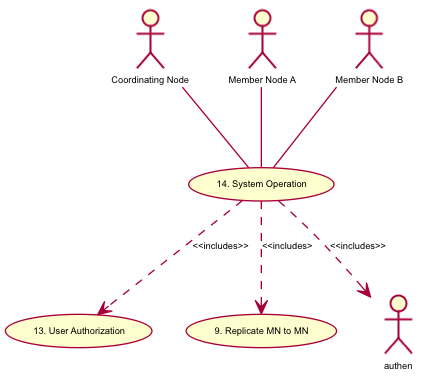 Coordinating Node
Member Node A
Member Node B
14. System Operation
<<includes>>
<<includes>
<<includes>>
13. User Authorization
9. Replicate MN to MN
authen